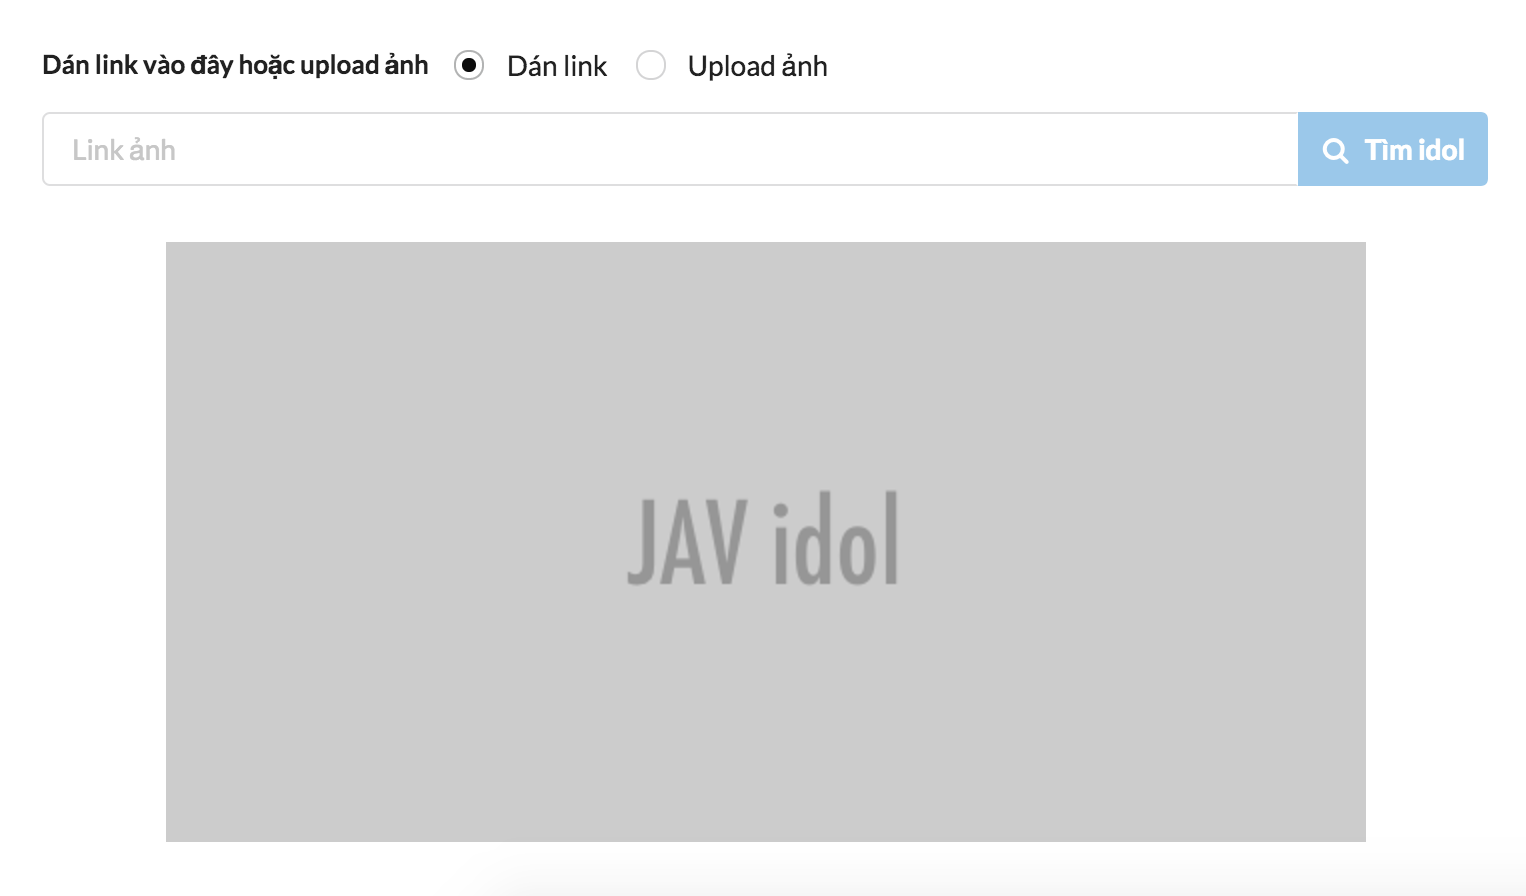 Dán link vào đây hoặc upload ảnh Dán link Upload ảnh
Link ảnh Tìm idol
JAV idol